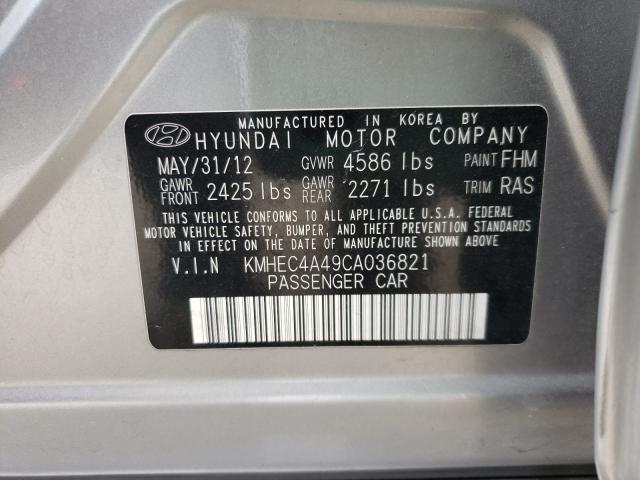 MANUFACTURED IN KOREA BY
HYUNDAI MOTOR COMPANY
MAY/31/12 GVWR 4586 lbs PAINT FHM
GAWR FRONT 2425 lbs GAWR REAR 2271 lbs TRIM RAS
THIS VEHICLE CONFORMS TO ALL APPLICABLE U.S.A. FEDERAL
MOTOR VEHICLE SAFETY, BUMPER, AND THEFT PREVENTION STANDARDS
IN EFFECT ON THE DATE OF MANUFACTURE SHOWN ABOVE
V.I.N KMHEC4A49CA036821
PASSENGER CAR